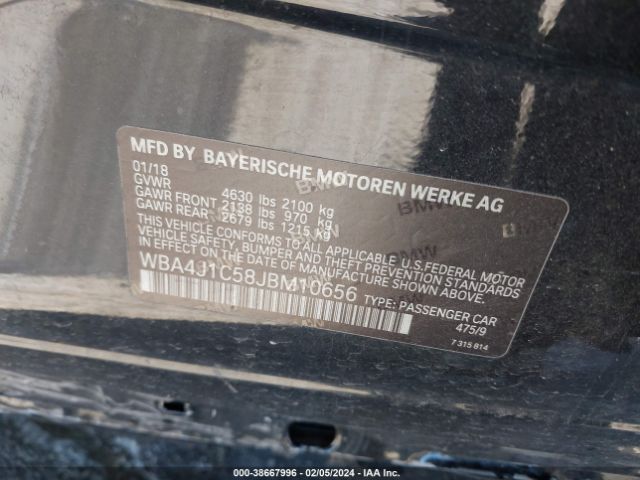 MFD BY BAYERISCHE MOTOREN WERKE AG
01/18
GVWR 4630 lbs 2100 kg
GAWR FRONT 2138 lbs 970 kg
GAWR REAR 2679 lbs 1215 kg
THIS VEHICLE CONFORMS TO ALL APPLICABLE U.S. FEDERAL MOTOR
VEHICLE SAFETY, BUMPER AND THEFT PREVENTION STANDARDS
IN EFFECT ON THE DATE OF MANUFACTURE SHOWN ABOVE.
WBA4J1C58JBM10656 TYPE: PASSENGER CAR
475/9
7 315 814
000-38667996 - 02/05/2024 - IAA Inc.